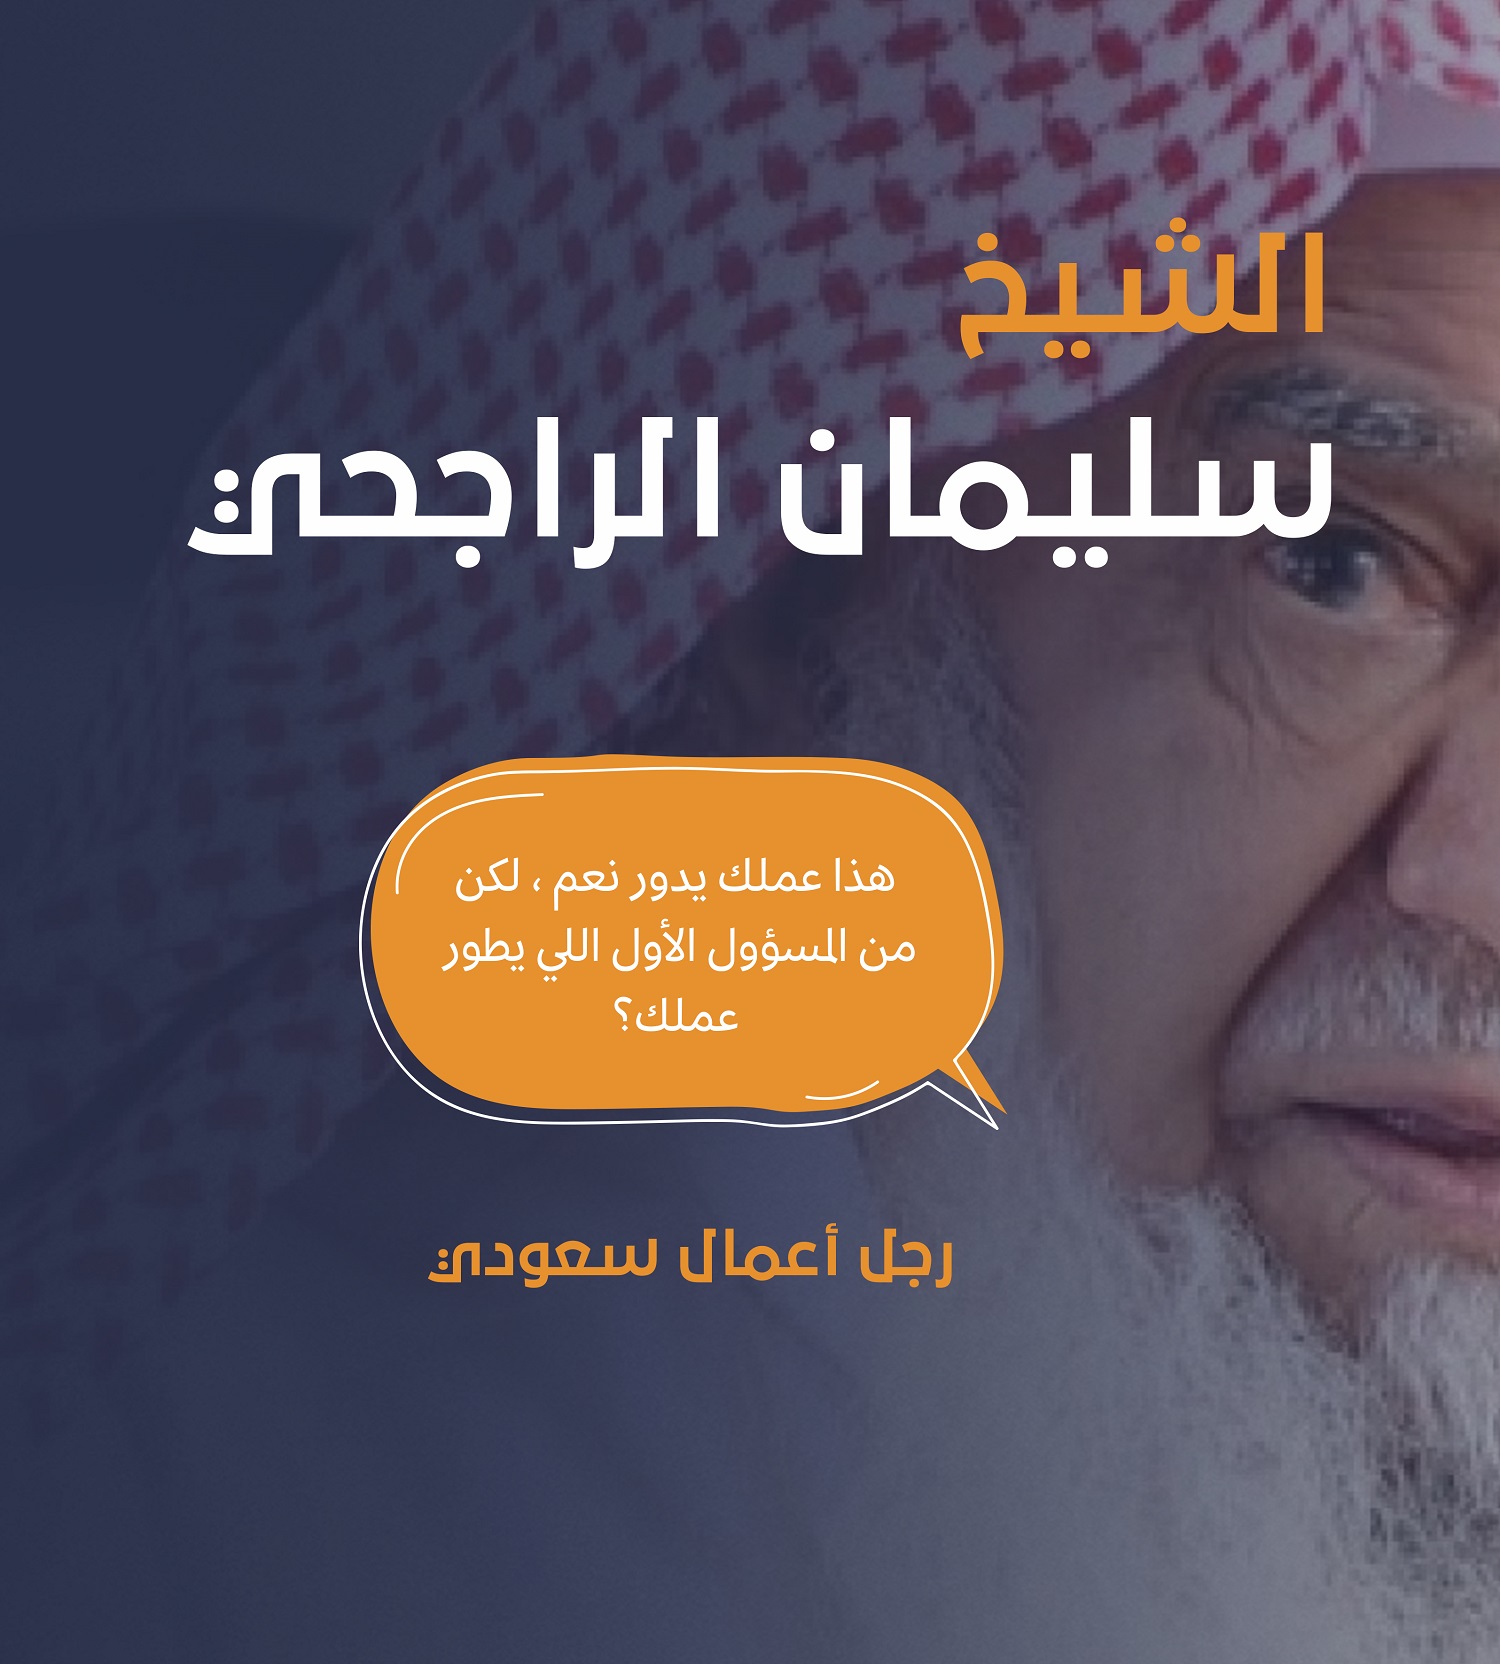 الشيخ
سليمان الراجحي
هذا عملك يدور نعم ، لكن
من المسؤول الأول اللي يطور
عملك؟
رجل أعمال سعودي